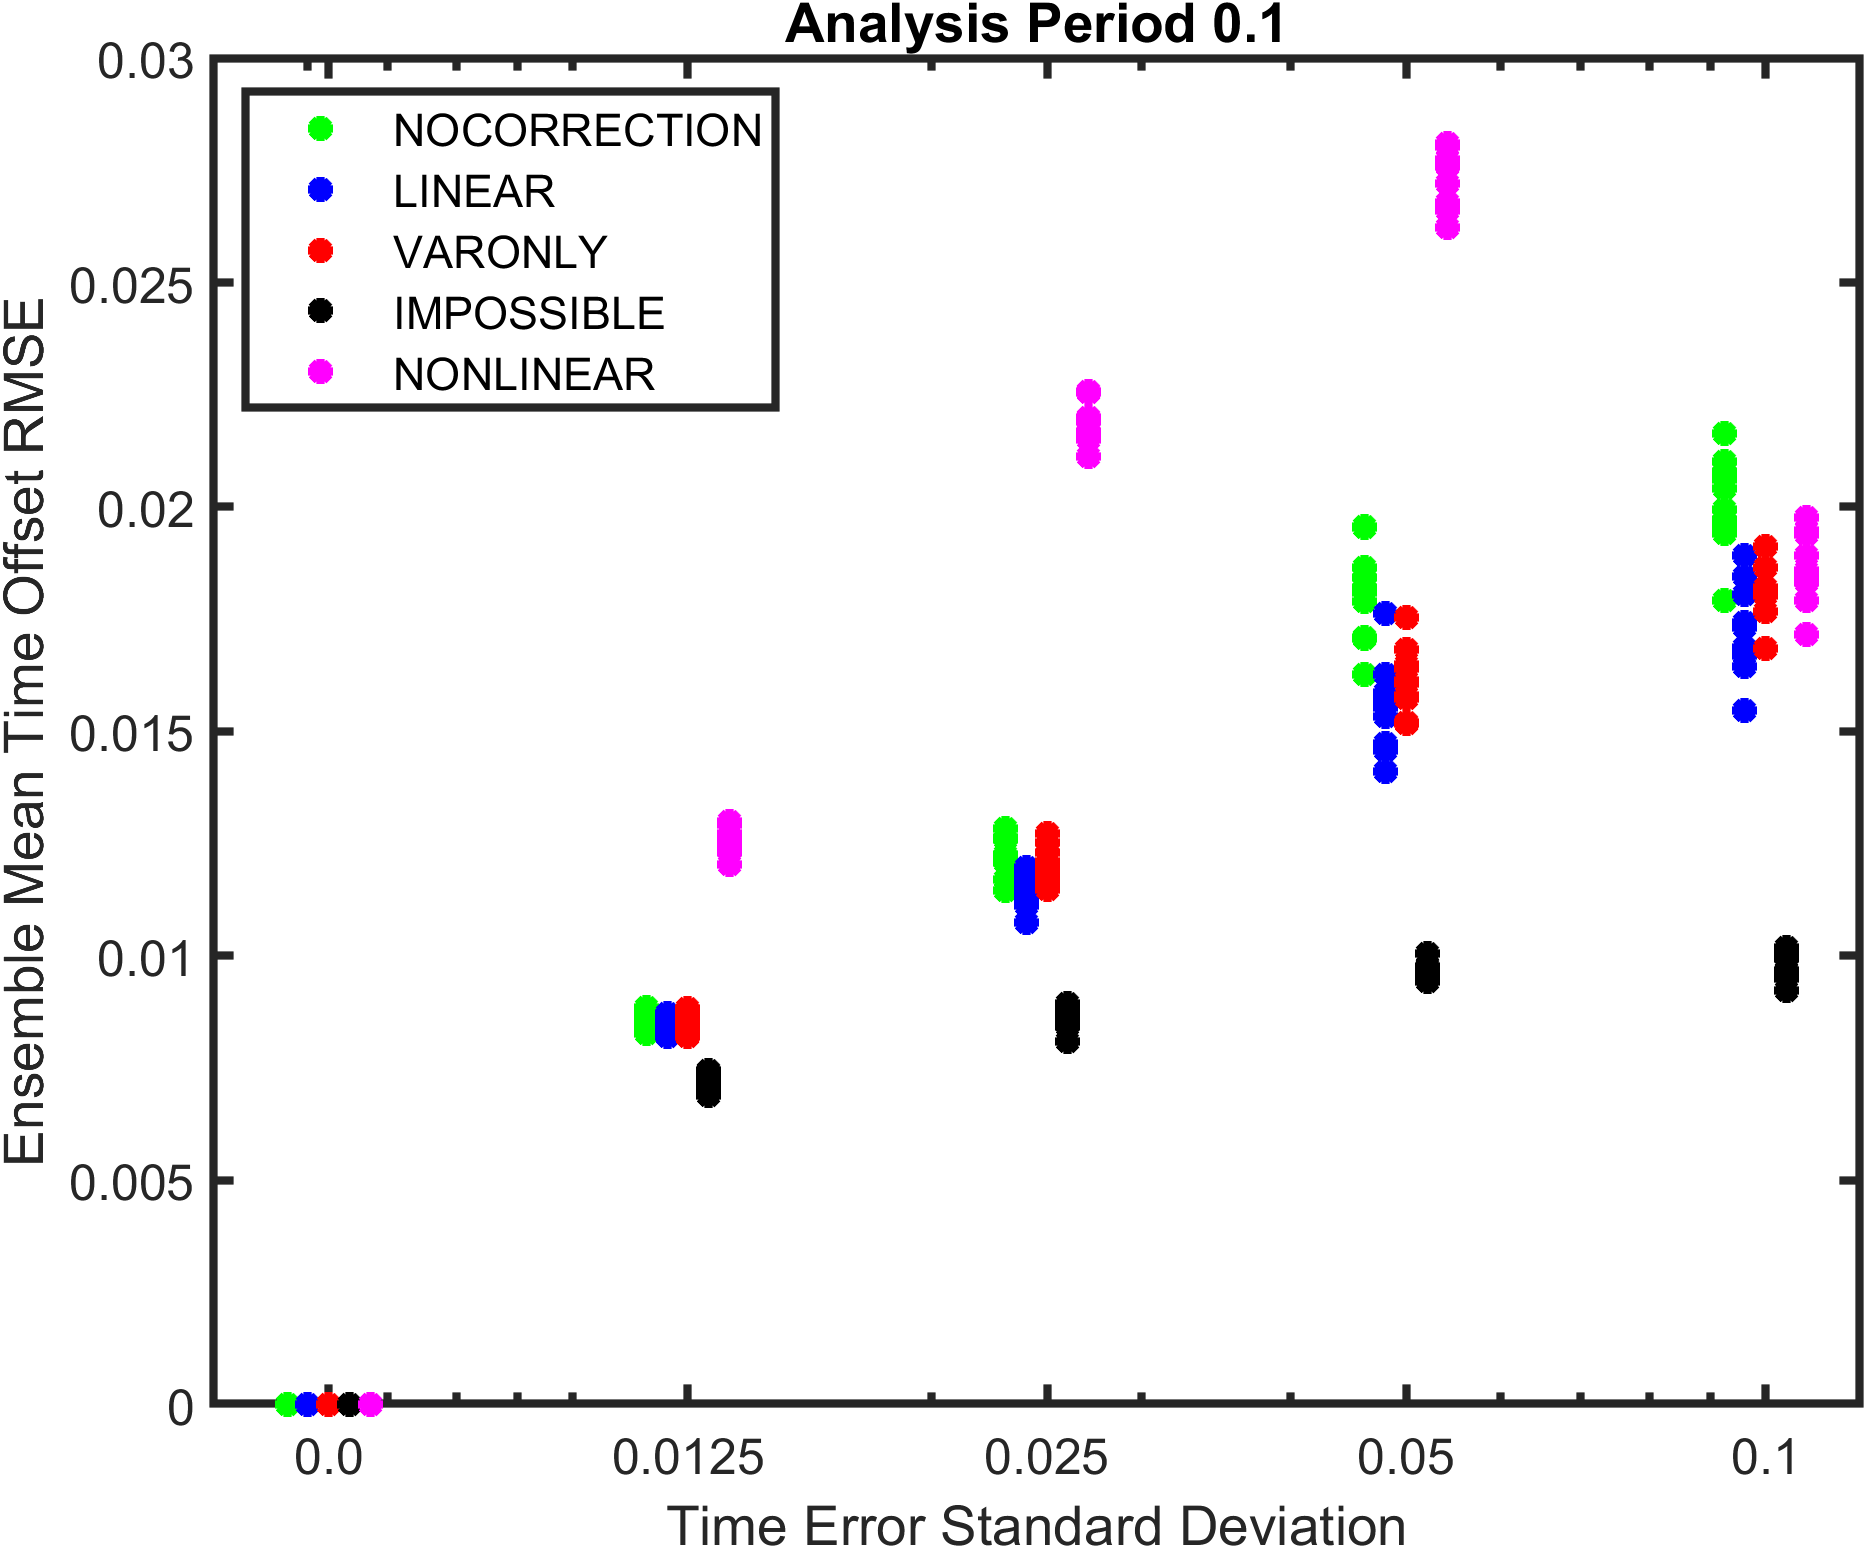 Analysis Period 0.1
0.03
0.025
0.02
0.015
0.01
0.005
0
Ensemble Mean Time Offset RMSE
NOCORRECTION
LINEAR
VARONLY
IMPOSSIBLE
NONLINEAR
0.0 0.0125 0.025 0.05 0.1
Time Error Standard Deviation